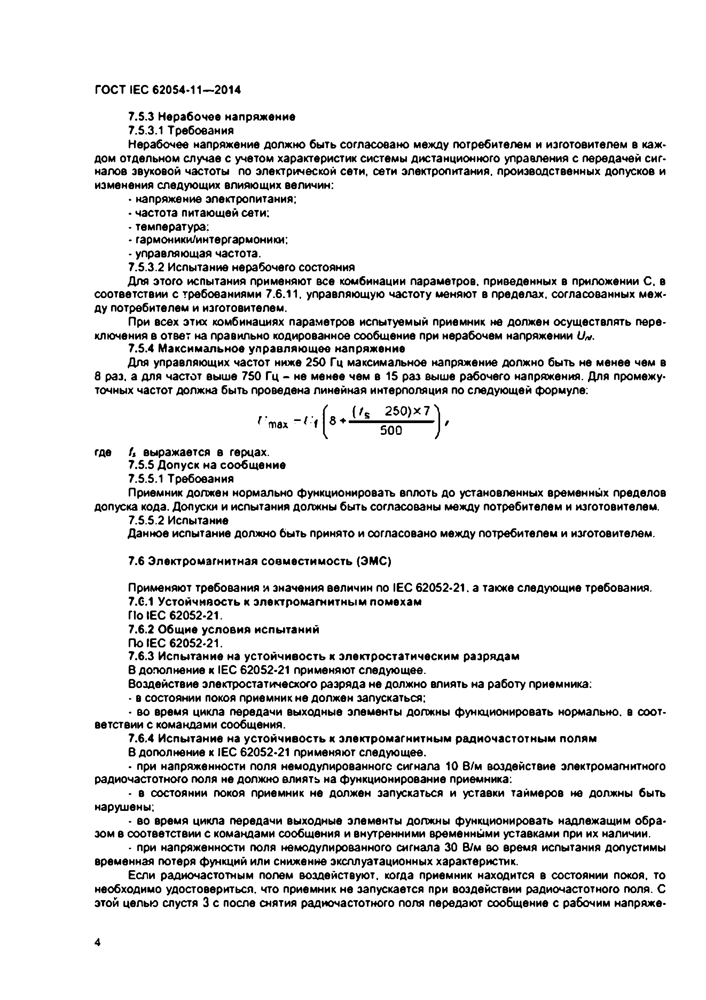 ГОСТ IEC 62054-11—2014
7.5.3 Нерабочее напряжение
7.5.3.1 Требования
Нерабочее напряжение должно быть согласовано между потребителем и изготовителем в каж-
дом отдельном случае с учетом характеристик системы дистанционного управления с передачей сиг-
налов звуковой частоты по электрической сети, сети электропитания, производственных допусков и
изменения следующих влияющих величин:
- напряжение электропитания;
- частота питающей сети;
- температура;
- гармоники/интергармоники;
- управляющая частота.
7.5.3.2 Испытание нерабочего состояния
Для этого испытания применяют все комбинации параметров, приведенных в приложении С, в
соответствии с требованиями 7.6.11, управляющую частоту меняют в пределах, согласованных меж-
ду потребителем и изготовителем.
При всех этих комбинациях параметров испытуемый приемник не должен осуществлять пере-
ключения в ответ на правильно кодированное сообщение при нерабочем напряжении
7.5.4 Максимальное управляющее напряжение
Для управляющих частот ниже 250 Гц максимальное напряжение должно быть не менее чем в
8 раз, а для частот выше 750 Гц – не менее чем в 15 раз выше рабочего напряжения. Для промежу-
точных частот должна быть проведена линейная интерполяция по следующей формуле:
max (8 + (fs 250)×7 / 500),
где fs выражается в герцах.
7.5.5 Допуск на сообщение
7.5.5.1 Требования
Приемник должен нормально функционировать вплоть до установленных временных пределов
допуска кода. Допуски и испытания должны быть согласованы между потребителем и изготовителем.
7.5.5.2 Испытание
Данное испытание должно быть принято и согласовано между потребителем и изготовителем.
7.6 Электромагнитная совместимость (ЭМС)
Применяют требования и значения величин по IEC 62052-21, а также следующие требования.
7.6.1 Устойчивость к электромагнитным помехам
По IEC 62052-21.
7.6.2 Общие условия испытаний
По IEC 62052-21.
7.6.3 Испытание на устойчивость к электростатическим разрядам
В дополнение к IEC 62052-21 применяют следующее.
Воздействие электростатического разряда не должно влиять на работу приемника:
- в состоянии покоя приемник не должен запускаться;
- во время цикла передачи выходные элементы должны функционировать нормально, в соот-
ветствии с командами сообщения.
7.6.4 Испытание на устойчивость к электромагнитным радиочастотным полям
В дополнение к IEC 62052-21 применяют следующее.
- при напряженности поля немодулированного сигнала 10 В/м воздействие электромагнитного
радиочастотного поля не должно влиять на функционирование приемника:
- в состоянии покоя приемник не должен запускаться и уставки таймеров не должны быть
нарушены;
- во время цикла передачи выходные элементы должны функционировать надлежащим обра-
зом в соответствии с командами сообщения и внутренними временными уставками при их наличии.
- при напряженности поля немодулированного сигнала 30 В/м во время испытания допустимы
временная потеря функций или снижение эксплуатационных характеристик.
Если радиочастотным полем воздействуют, когда приемник находится в состоянии покоя, то
необходимо удостовериться, что приемник не запускается при воздействии радиочастотного поля. С
этой целью спустя 3 с после снятия радиочастотного поля передают сообщение с рабочим напряже-
4